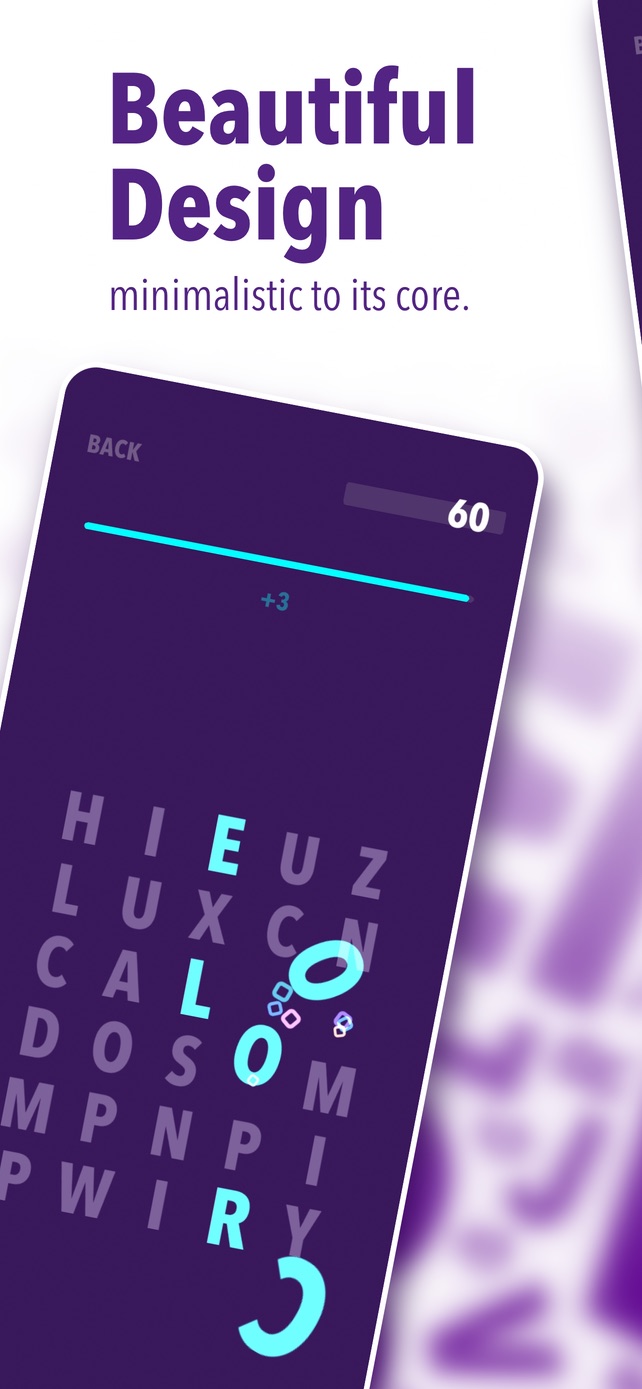 Beautiful
Design
minimalistic to its core.
BACK
60
+3
H I E U Z
L U X C N
C A L O
D O S O M
M P N P I
P W I R Y
C